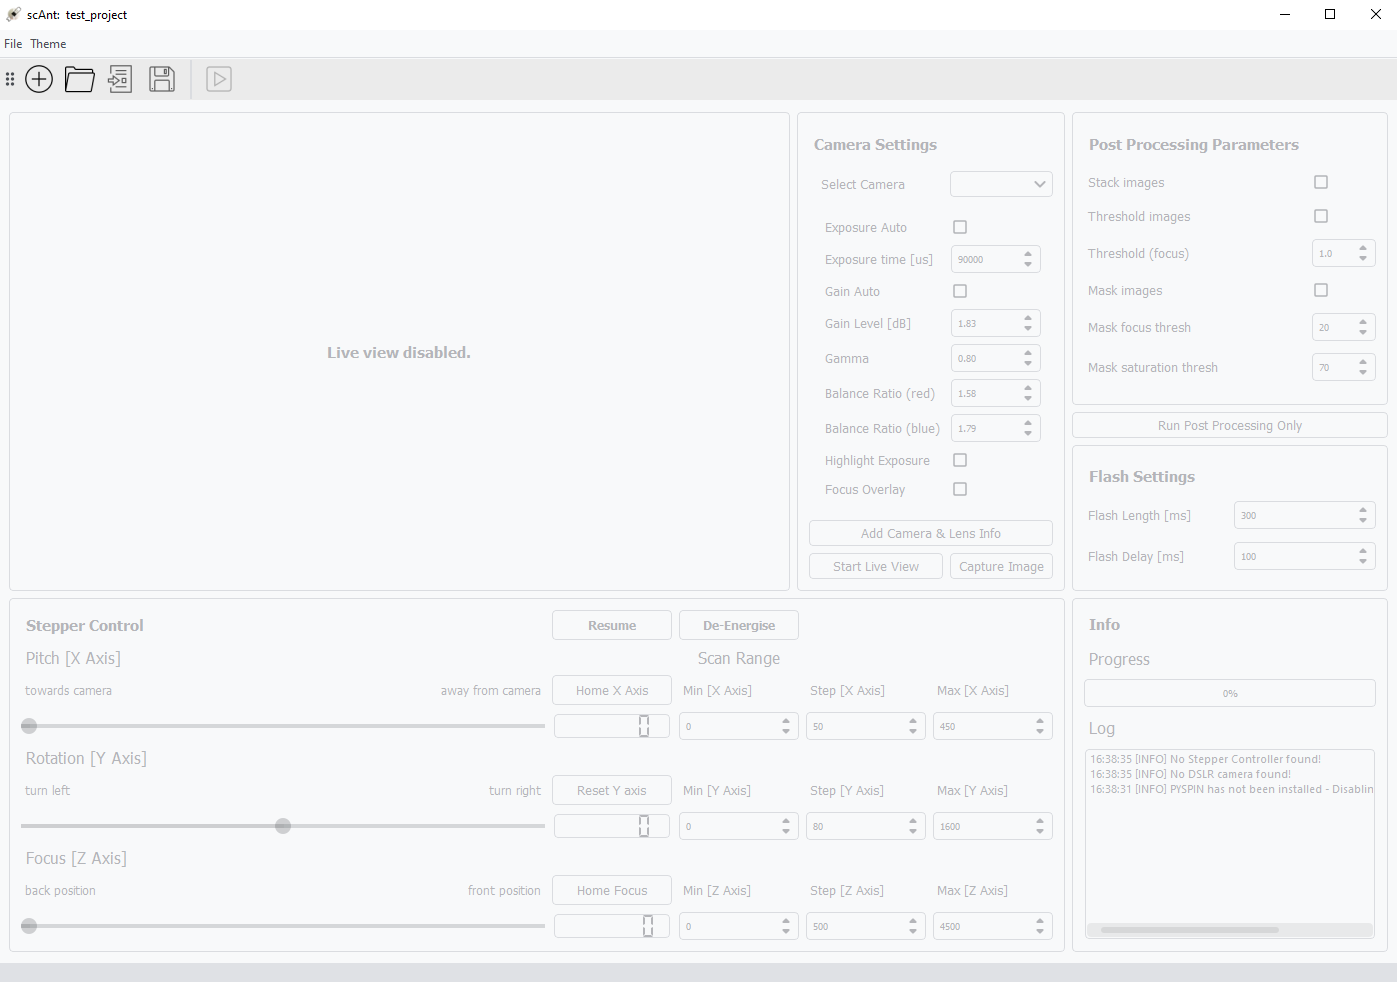 scAnt: test_project
File Theme
Live view disabled.
Camera Settings
Select Camera
Exposure Auto
Exposure time [us] 90000
Gain Auto
Gain Level [dB] 1.83
Gamma 0.80
Balance Ratio (red) 1.58
Balance Ratio (blue) 1.79
Highlight Exposure
Focus Overlay
Add Camera & Lens Info
Start Live View Capture Image
Post Processing Parameters
Stack images
Threshold images
Threshold (focus) 1.0
Mask images
Mask focus thresh 20
Mask saturation thresh 70
Run Post Processing Only
Flash Settings
Flash Length [ms] 300
Flash Delay [ms] 100
Stepper Control Resume De-Energise
Pitch [X Axis] Scan Range
towards camera away from camera Home X Axis Min [X Axis] Step [X Axis] Max [X Axis]
0 0 50 450
Rotation [Y Axis]
turn left turn right Reset Y axis Min [Y Axis] Step [Y Axis] Max [Y Axis]
0 0 80 1600
Focus [Z Axis]
back position front position Home Focus Min [Z Axis] Step [Z Axis] Max [Z Axis]
0 0 500 4500
Info
Progress
0%
Log
16:38:35 [INFO] No Stepper Controller found!
16:38:35 [INFO] No DSLR camera found!
16:38:31 [INFO] PYSPIN has not been installed - Disablin